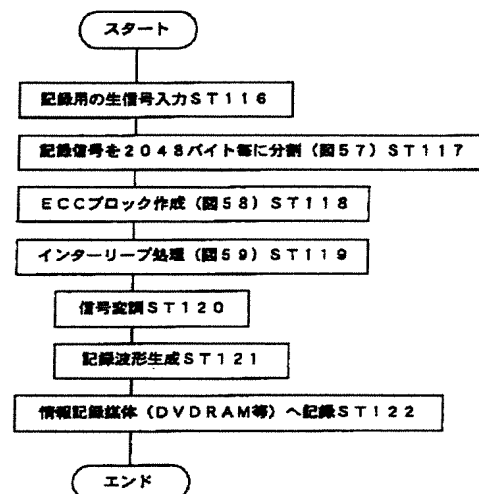 スタート
記録用の生信号入力ＳＴ１１６
記録信号を２０４８バイト毎に分割（図５７）ＳＴ１１７
ＥＣＣブロック作成（図５８）ＳＴ１１８
インターリーブ処理（図５９）ＳＴ１１９
信号変調ＳＴ１２０
記録波形生成ＳＴ１２１
情報記録媒体（ＤＶＤＲＡＭ等）へ記録ＳＴ１２２
エンド